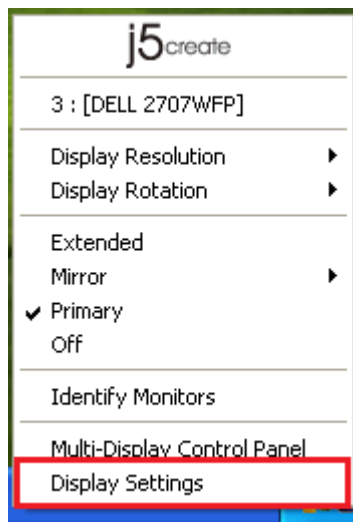 j5create
3 : [DELL 2707WFP]
Display Resolution
Display Rotation
Extended
Mirror
Primary
Off
Identify Monitors
Multi-Display Control Panel
Display Settings